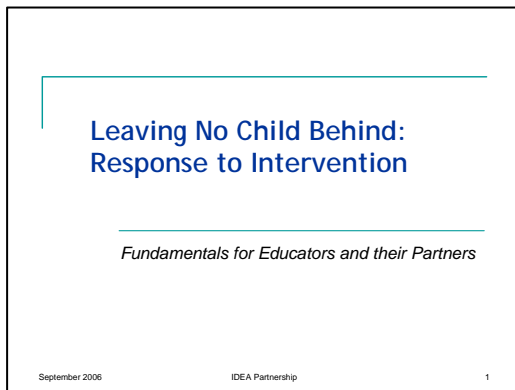 Leaving No Child Behind:
Response to Intervention
Fundamentals for Educators and their Partners
September 2006 IDEA Partnership 1